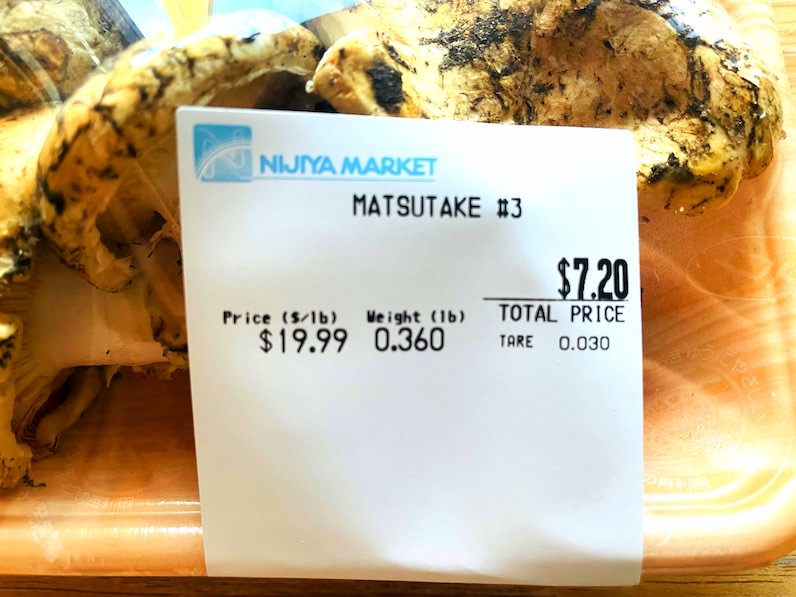 NIJIYA MARKET
MATSUTAKE #3
$7.20
Price ($/lb) Weight (lb) TOTAL PRICE
$19.99 0.360 TARE 0.030